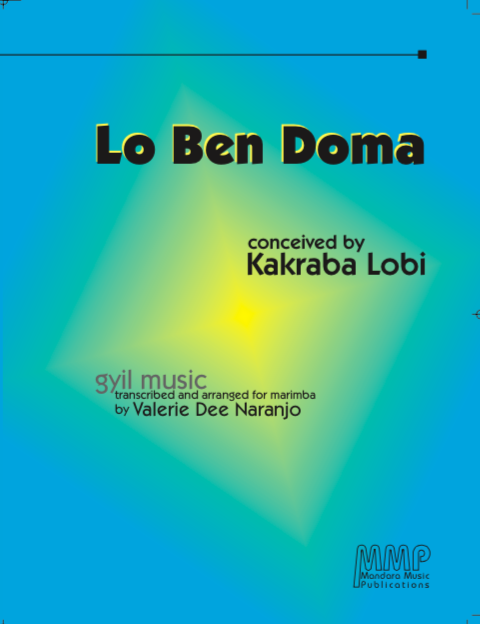 Lo Ben Doma
conceived by
Kakraba Lobi
gyil music
transcribed and arranged for marimba
by Valerie Dee Naranjo
MMP
Mandara Music
Publications